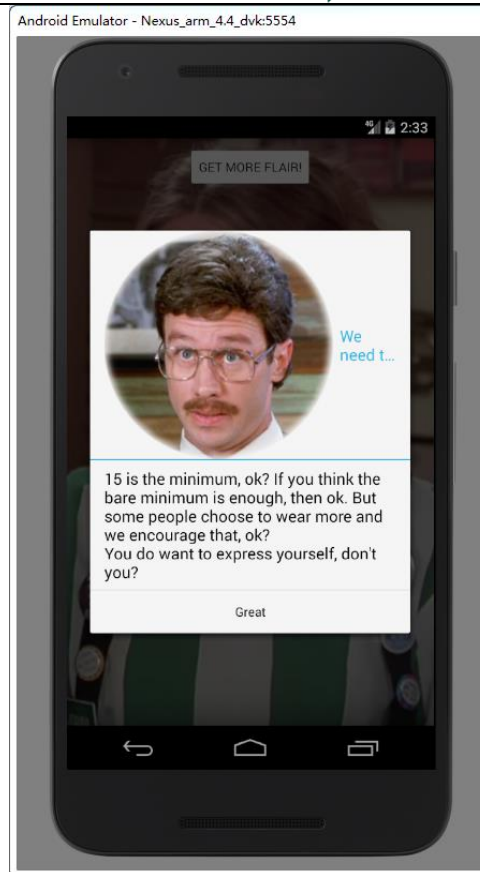 Android Emulator - Nexus_arm_4.4_dvk:5554
4G 2:33
GET MORE FLAIR!
We
need t...
15 is the minimum, ok? If you think the
bare minimum is enough, then ok. But
some people choose to wear more and
we encourage that, ok?
You do want to express yourself, don't
you?
Great